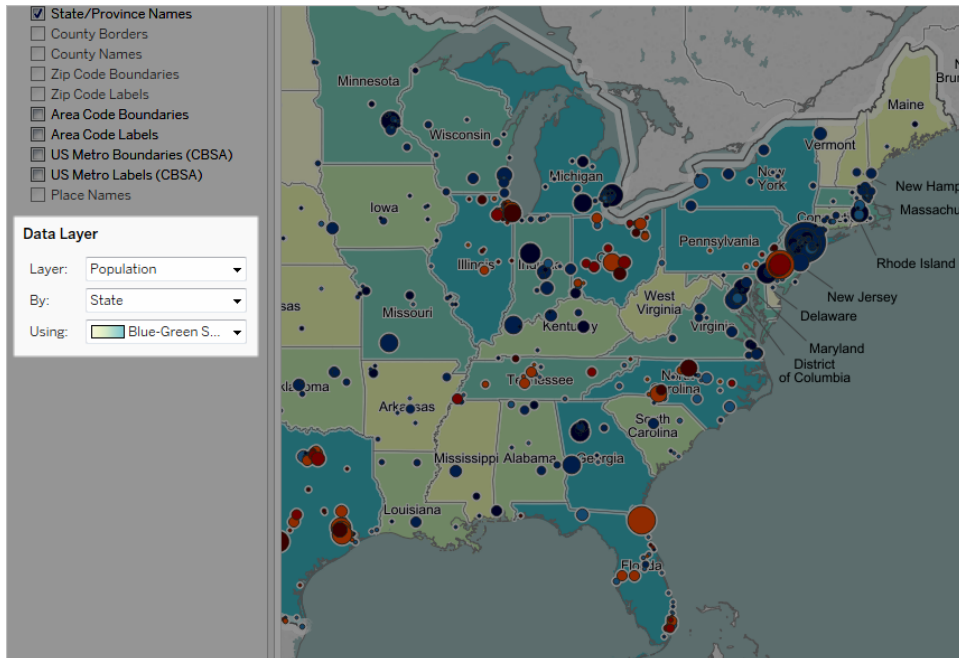 State/Province Names
County Borders
County Names
Zip Code Boundaries
Zip Code Labels
Area Code Boundaries
Area Code Labels
US Metro Boundaries (CBSA)
US Metro Labels (CBSA)
Place Names
Data Layer
Layer: Population
By: State
Using: Blue-Green S...
Minnesota
Wisconsin
Michigan
Iowa
Missouri
Kentucky
West
Virginia
Virginia
Pennsylvania
New
York
Vermont
Maine
New Hamp
Massachu
Rhode Island
New Jersey
Delaware
Maryland
District
of Columbia
Tennessee
Arkansas
South
Carolina
Mississippi
Alabama
Georgia
Louisiana
Florida